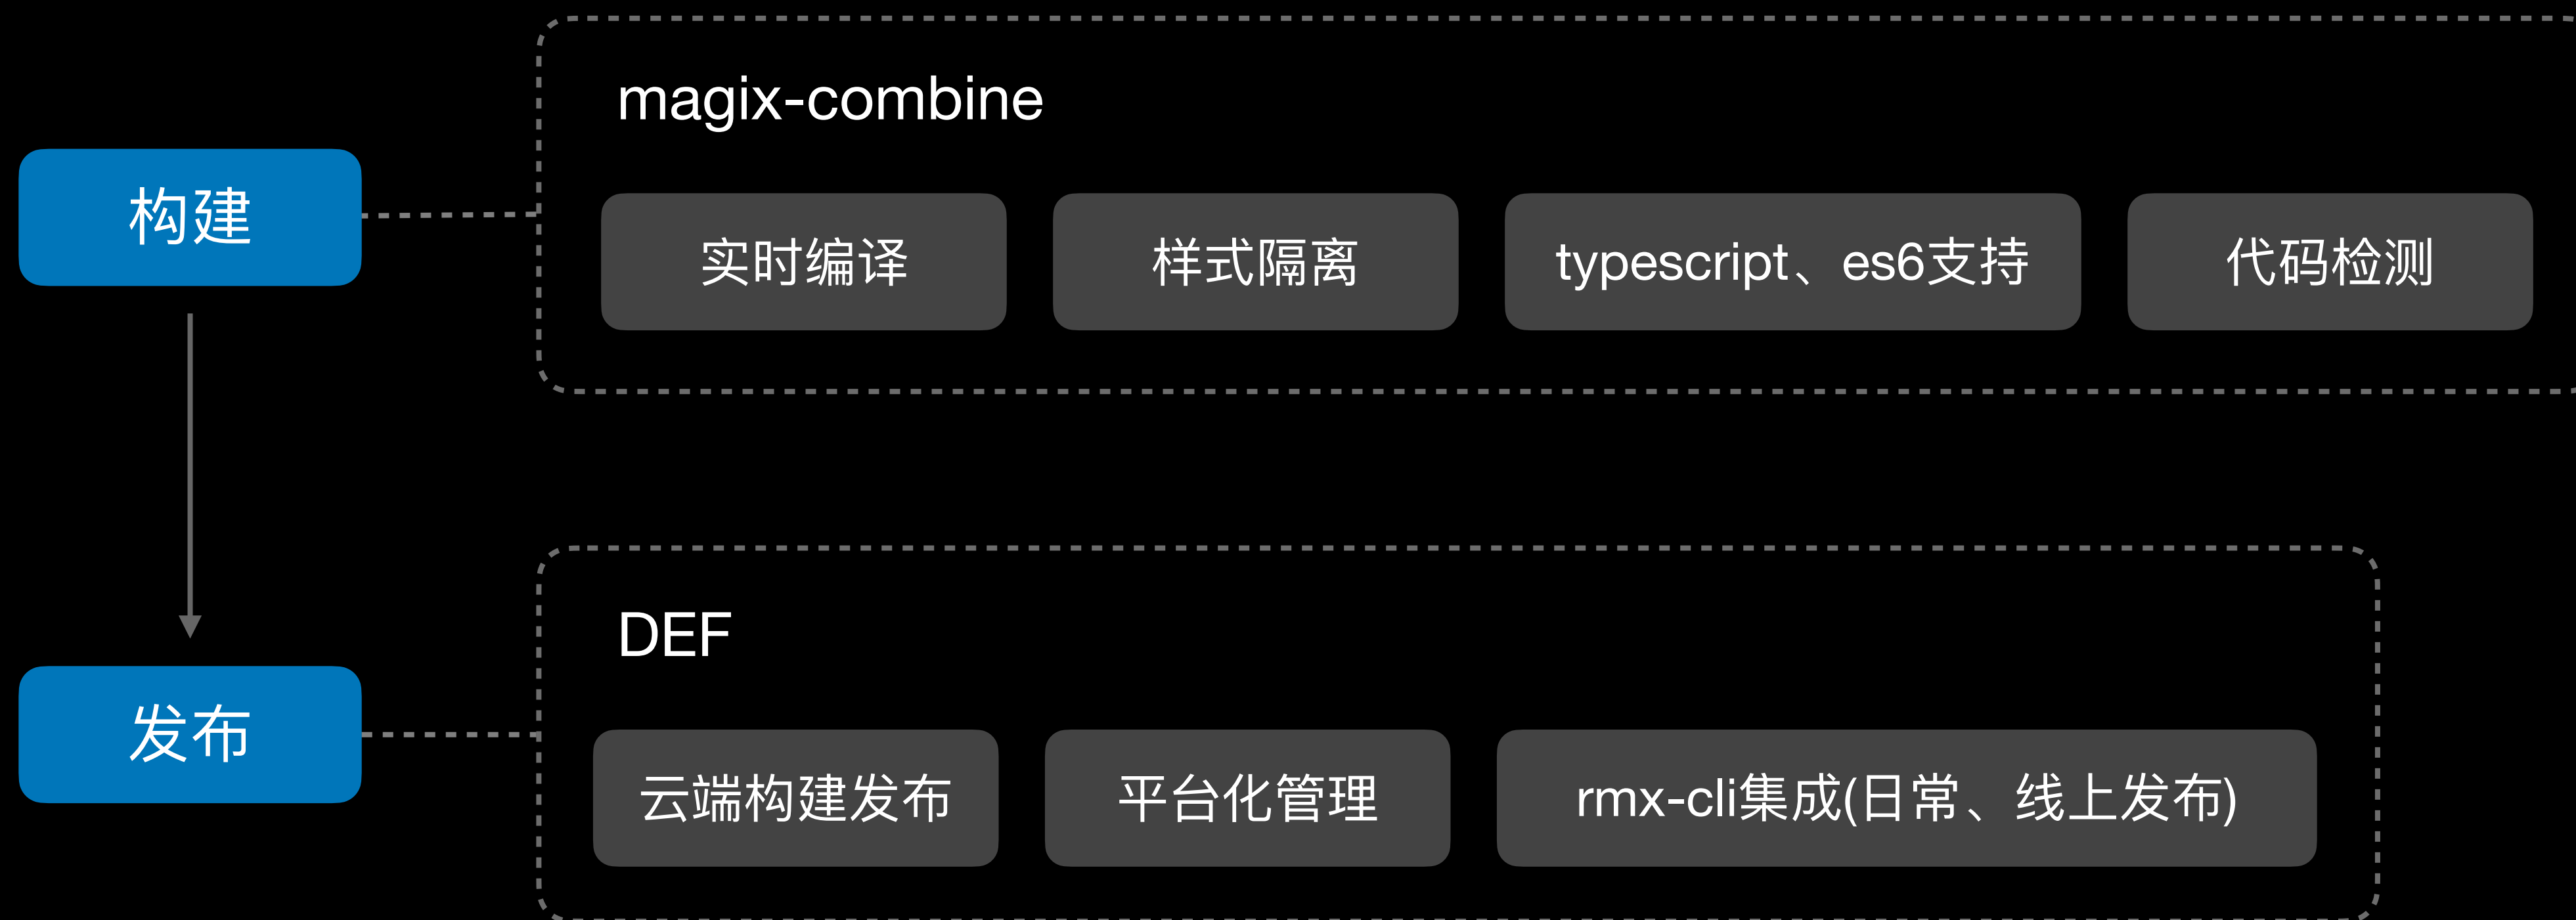 magix-combine
构建
实时编译
样式隔离
typescript、es6支持
代码检测
DEF
发布
云端构建发布
平台化管理
rmx-cli集成(日常、线上发布)